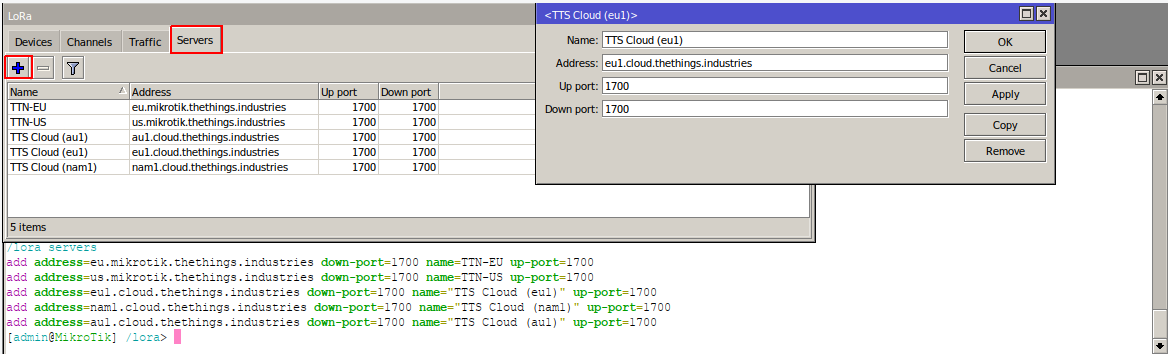 LoRa
Devices Channels Traffic Servers
Name Address Up port Down port
TTN-EU eu.mikrotik.thethings.industries 1700 1700
TTN-US us.mikrotik.thethings.industries 1700 1700
TTS Cloud (au1) au1.cloud.thethings.industries 1700 1700
TTS Cloud (eu1) eu1.cloud.thethings.industries 1700 1700
TTS Cloud (nam1) nam1.cloud.thethings.industries 1700 1700
5 items
<TTS Cloud (eu1)>
Name: TTS Cloud (eu1)
Address: eu1.cloud.thethings.industries
Up port: 1700
Down port: 1700
OK
Cancel
Apply
Copy
Remove
/lora servers
add address=eu.mikrotik.thethings.industries down-port=1700 name=TTN-EU up-port=1700
add address=us.mikrotik.thethings.industries down-port=1700 name=TTN-US up-port=1700
add address=eu1.cloud.thethings.industries down-port=1700 name="TTS Cloud (eu1)" up-port=1700
add address=nam1.cloud.thethings.industries down-port=1700 name="TTS Cloud (nam1)" up-port=1700
add address=au1.cloud.thethings.industries down-port=1700 name="TTS Cloud (au1)" up-port=1700
[admin@MikroTik] /lora>